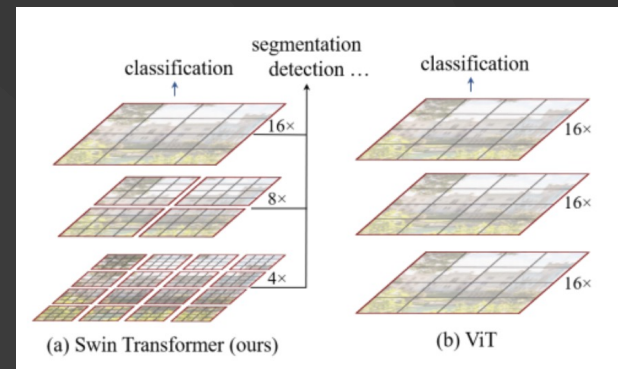 segmentation
classification
detection ...
classification
16×
8×
4×
16×
16×
16×
(a) Swin Transformer (ours)
(b) ViT